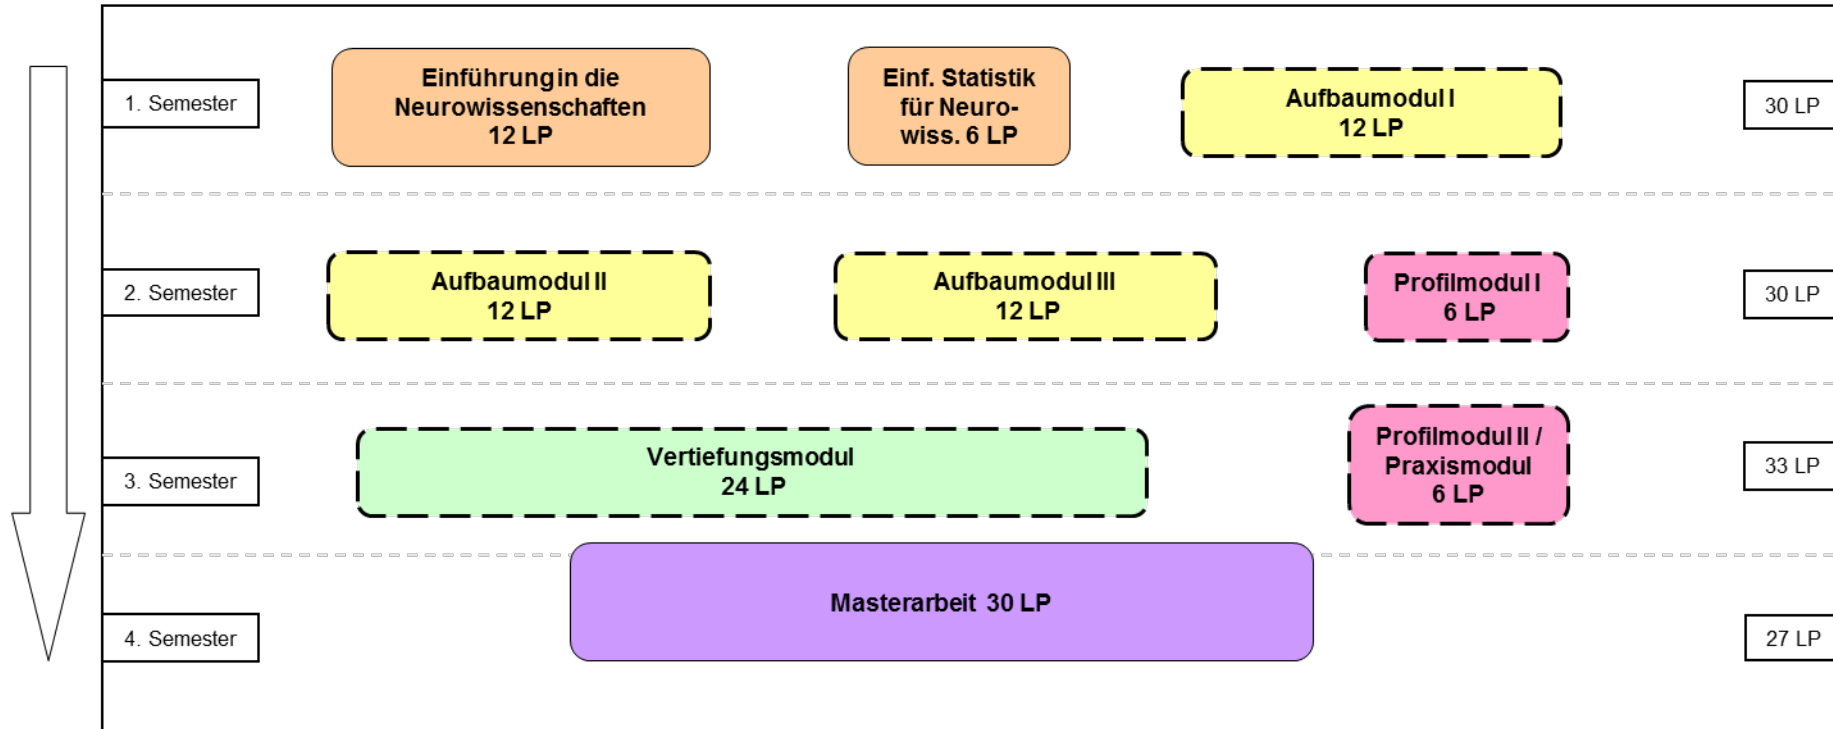 1. Semester
Einführung in die
Neurowissenschaften
12 LP
Einf. Statistik
für Neuro-
wiss. 6 LP
Aufbaumodul I
12 LP
30 LP
2. Semester
Aufbaumodul II
12 LP
Aufbaumodul III
12 LP
Profilmodul I
6 LP
30 LP
3. Semester
Vertiefungsmodul
24 LP
Profilmodul II /
Praxismodul
6 LP
33 LP
4. Semester
Masterarbeit 30 LP
27 LP